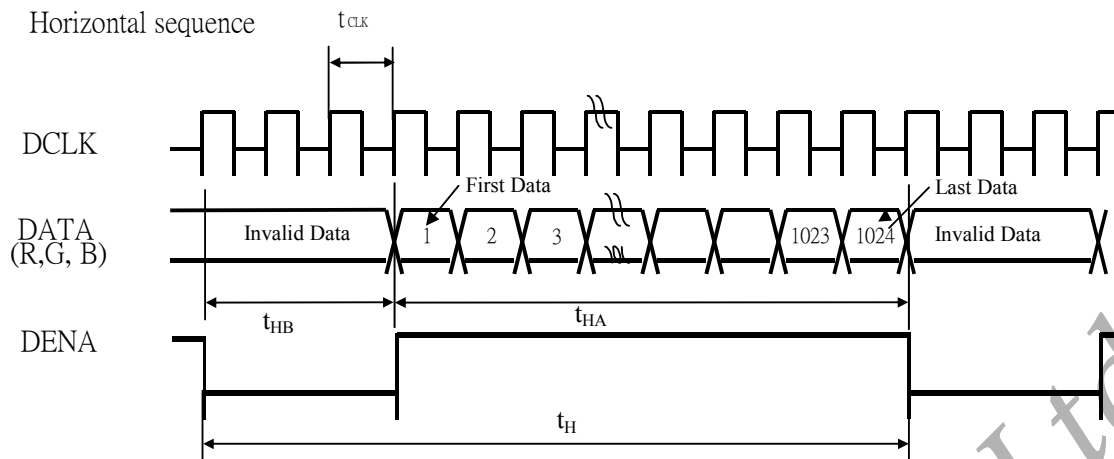 Horizontal sequence
tCLK
DCLK
First Data
Last Data
DATA
(R,G, B)
Invalid Data
1
2
3
1023
1024
Invalid Data
tHB
tHA
DENA
tH
Ltd